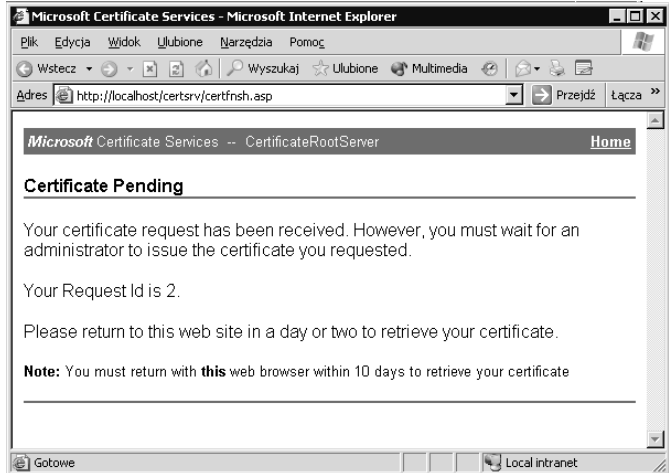 Microsoft Certificate Services - Microsoft Internet Explorer
Plik Edycja Widok Ulubione Narzędzia Pomoc
Wstecz Wyszukaj Ulubione Multimedia
Adres http://localhost/certsrv/certfnsh.asp Przejdź Łącza »
Microsoft Certificate Services -- CertificateRootServer Home
Certificate Pending
Your certificate request has been received. However, you must wait for an
administrator to issue the certificate you requested.
Your Request Id is 2.
Please return to this web site in a day or two to retrieve your certificate.
Note: You must return with this web browser within 10 days to retrieve your certificate
Gotowe Local intranet